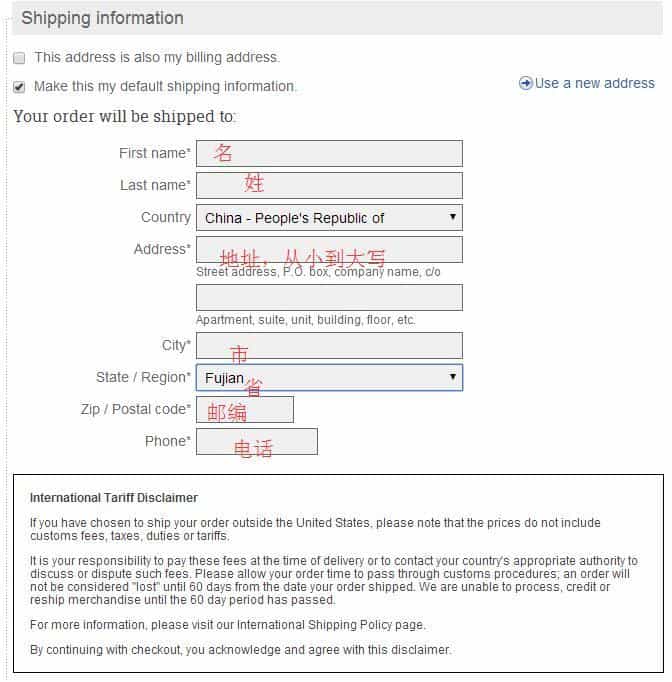 Shipping information
This address is also my billing address.
Make this my default shipping information.
Use a new address
Your order will be shipped to:
First name* 名
Last name* 姓
Country China - People's Republic of
Address* 地址，从小到大写
Street address, P.O. box, company name, c/o
Apartment, suite, unit, building, floor, etc.
City* 市
State / Region* Fujian 省
Zip / Postal code* 邮编
Phone* 电话
International Tariff Disclaimer
If you have chosen to ship your order outside the United States, please note that the prices do not include
customs fees, taxes, duties or tariffs.
It is your responsibility to pay these fees at the time of delivery or to contact your country's appropriate authority to
discuss or dispute such fees. Please allow your order time to pass through customs procedures; an order will
not be considered "lost" until 60 days from the date your order shipped. We are unable to process, credit or
reship merchandise until the 60 day period has passed.
For more information, please visit our International Shipping Policy page.
By continuing with checkout, you acknowledge and agree with this disclaimer.